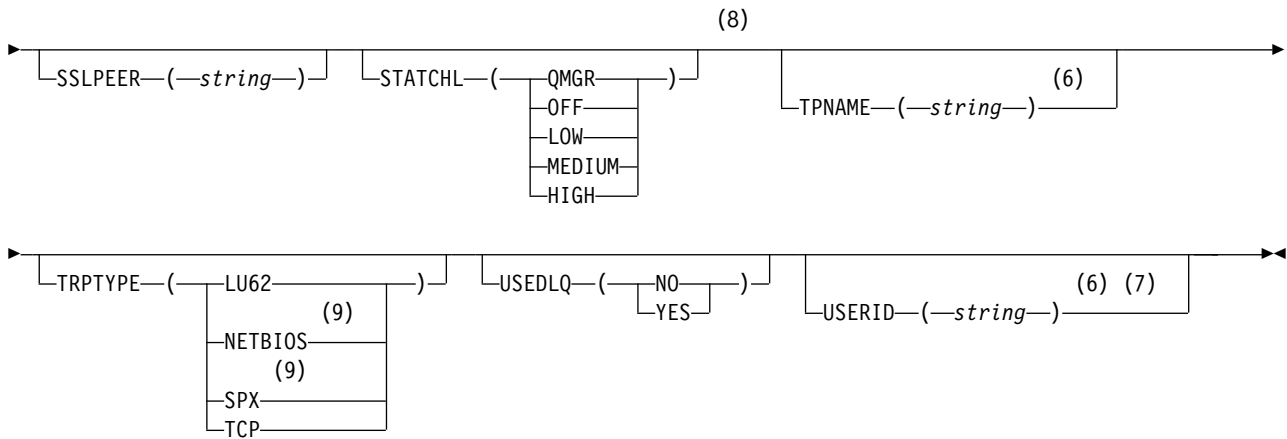 (8)
SSLPEER ( string ) STATCHL ( QMGR ) (6)
OFF TPNAME ( string )
LOW
MEDIUM
HIGH
TRPTYPE ( LU62 ) USEDLQ ( NO ) (6) (7)
(9) YES USERID ( string )
NETBIOS
(9)
SPX
TCP